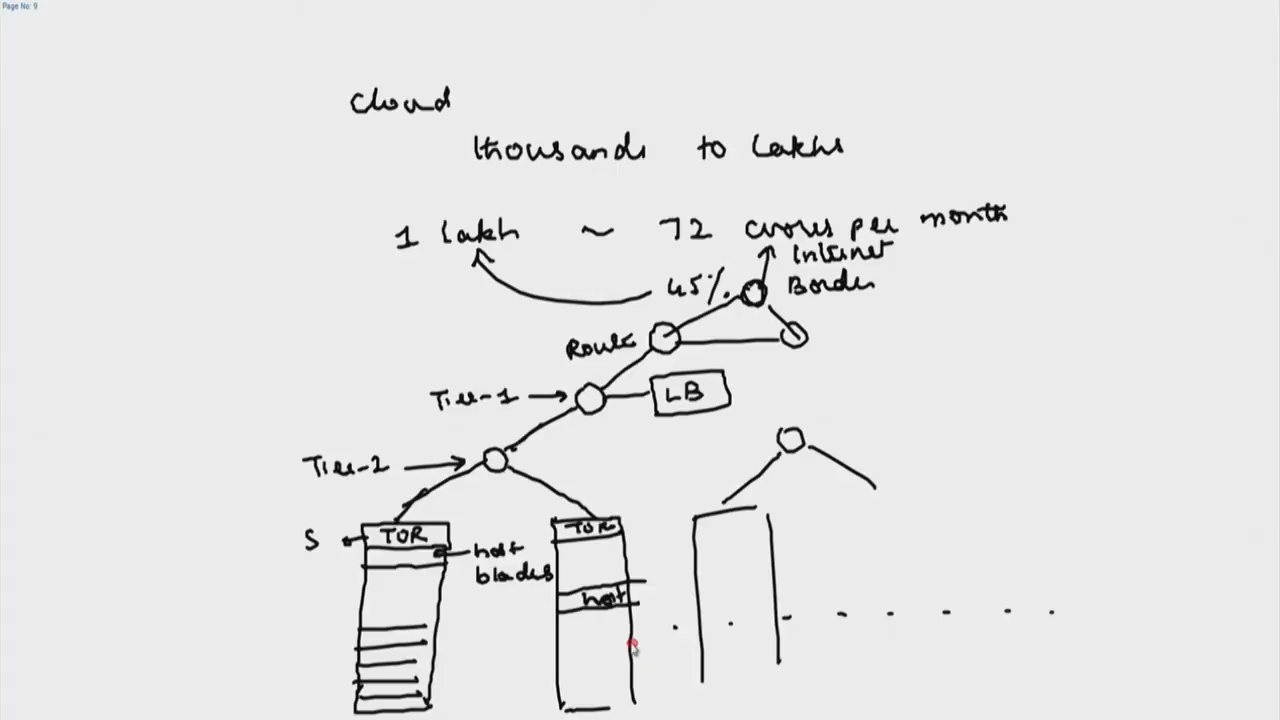 Page No: 9
Cloud
thousands to Lakhs
1 Lakh ~ 72 crores per month
Internet
45%. Border
Router
Tier-1 LB
Tier-2
S TOR TOR
host
blades
host